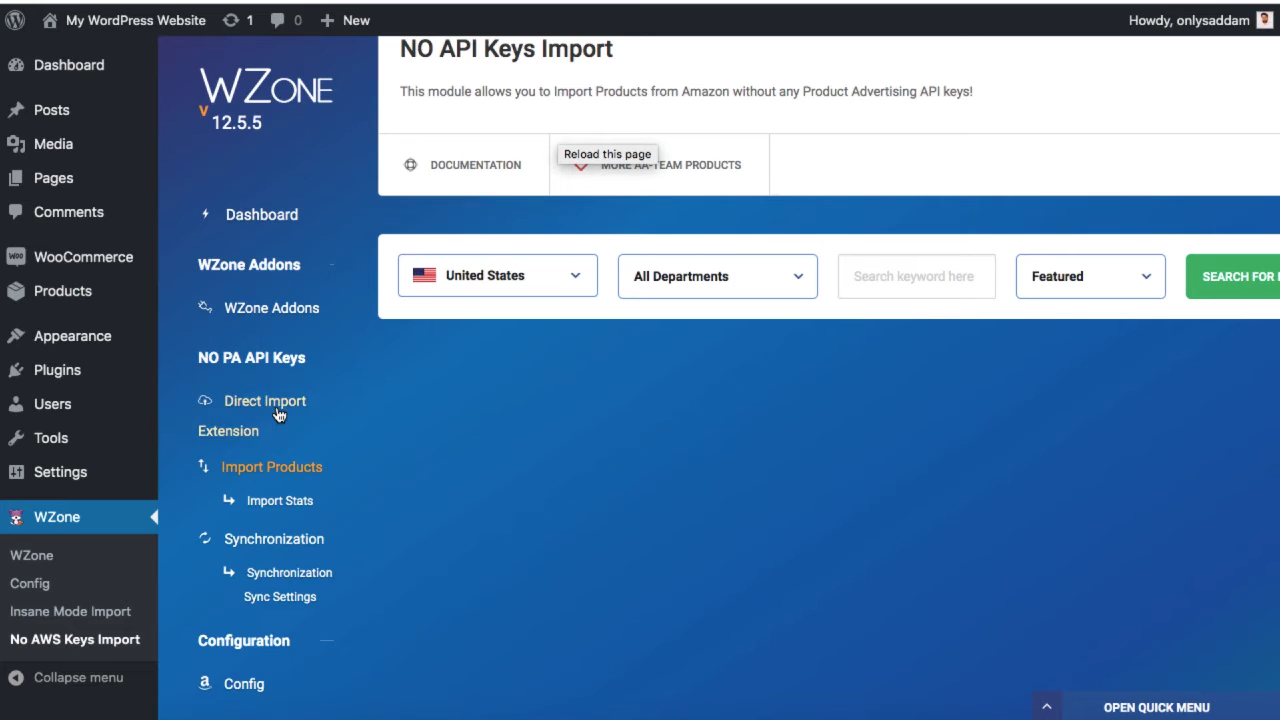 My WordPress Website 1 0 New Howdy, onlysaddam
Dashboard
Posts
Media
Pages
Comments
WooCommerce
Products
Appearance
Plugins
Users
Tools
Settings
WZone
WZone
Config
Insane Mode Import
No AWS Keys Import
Collapse menu
WZONE
V 12.5.5
Dashboard
WZone Addons
WZone Addons
NO PA API Keys
Direct Import
Extension
Import Products
Import Stats
Synchronization
Synchronization
Sync Settings
Configuration
Config
NO API Keys Import
This module allows you to Import Products from Amazon without any Product Advertising API keys!
DOCUMENTATION MORE AA-TEAM PRODUCTS
Reload this page
United States All Departments Search keyword here Featured SEARCH FOR
OPEN QUICK MENU